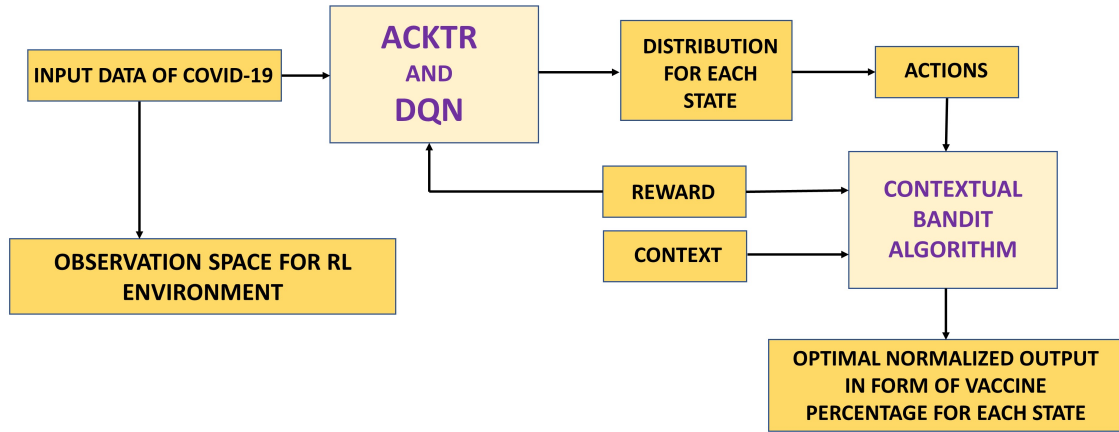 INPUT DATA OF COVID-19
ACKTR
AND
DQN
DISTRIBUTION
FOR EACH
STATE
ACTIONS
REWARD
CONTEXT
CONTEXTUAL
BANDIT
ALGORITHM
OBSERVATION SPACE FOR RL
ENVIRONMENT
OPTIMAL NORMALIZED OUTPUT
IN FORM OF VACCINE
PERCENTAGE FOR EACH STATE